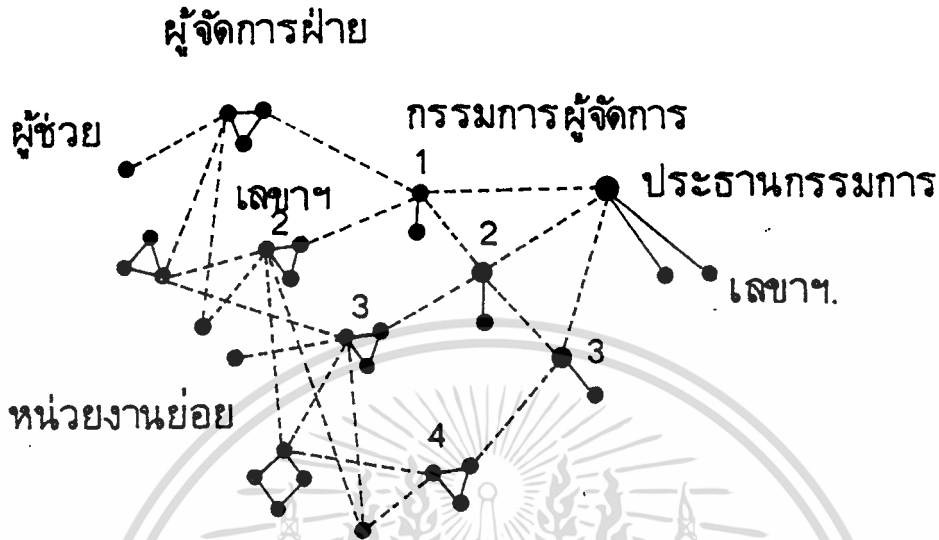 ผู้จัดการฝ่าย
ผู้ช่วย
กรรมการผู้จัดการ
1
ประธานกรรมการ
เลขาฯ
2
2
เลขาฯ.
3
3
หน่วยงานย่อย
4